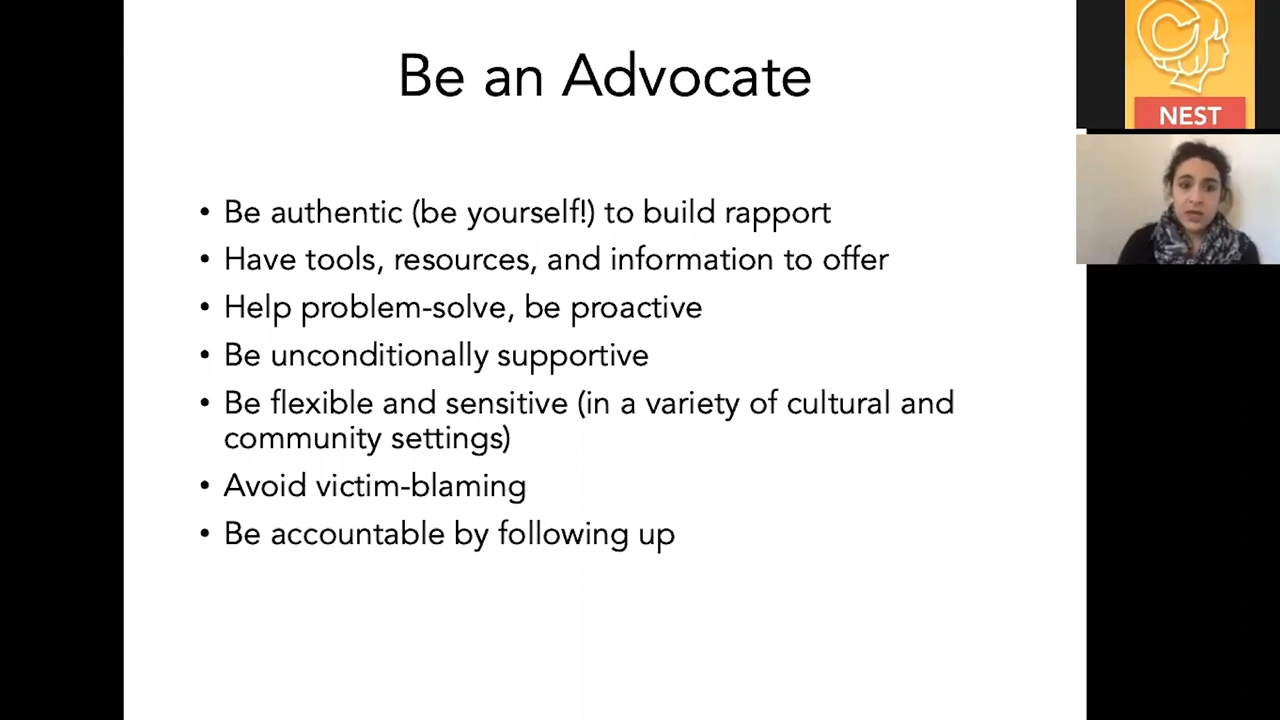 Be an Advocate
• Be authentic (be yourself!) to build rapport
• Have tools, resources, and information to offer
• Help problem-solve, be proactive
• Be unconditionally supportive
• Be flexible and sensitive (in a variety of cultural and
community settings)
• Avoid victim-blaming
• Be accountable by following up
NEST